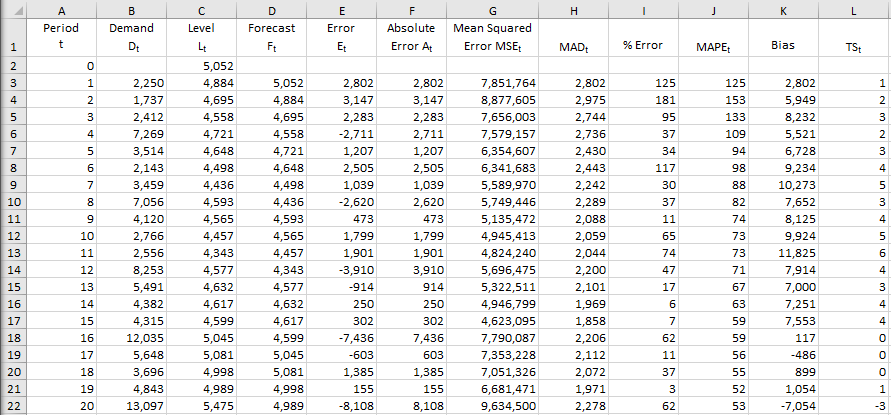 A B C D E F G H I J K L
Period Demand Level Forecast Error Absolute Mean Squared
1 t Dt Lt Ft Et Error At Error MSEt MADt % Error MAPEt Bias TSt
2 0 5,052
3 1 2,250 4,884 5,052 2,802 2,802 7,851,764 2,802 125 125 2,802 1
4 2 1,737 4,695 4,884 3,147 3,147 8,877,605 2,975 181 153 5,949 2
5 3 2,412 4,558 4,695 2,283 2,283 7,656,003 2,744 95 133 8,232 3
6 4 7,269 4,721 4,558 -2,711 2,711 7,579,157 2,736 37 109 5,521 2
7 5 3,514 4,648 4,721 1,207 1,207 6,354,607 2,430 34 94 6,728 3
8 6 2,143 4,498 4,648 2,505 2,505 6,341,683 2,443 117 98 9,234 4
9 7 3,459 4,436 4,498 1,039 1,039 5,589,970 2,242 30 88 10,273 5
10 8 7,056 4,593 4,436 -2,620 2,620 5,749,446 2,289 37 82 7,652 3
11 9 4,120 4,565 4,593 473 473 5,135,472 2,088 11 74 8,125 4
12 10 2,766 4,457 4,565 1,799 1,799 4,945,413 2,059 65 73 9,924 5
13 11 2,556 4,343 4,457 1,901 1,901 4,824,240 2,044 74 73 11,825 6
14 12 8,253 4,577 4,343 -3,910 3,910 5,696,475 2,200 47 71 7,914 4
15 13 5,491 4,632 4,577 -914 914 5,322,511 2,101 17 67 7,000 3
16 14 4,382 4,617 4,632 250 250 4,946,799 1,969 6 63 7,251 4
17 15 4,315 4,599 4,617 302 302 4,623,095 1,858 7 59 7,553 4
18 16 12,035 5,045 4,599 -7,436 7,436 7,790,087 2,206 62 59 117 0
19 17 5,648 5,081 5,045 -603 603 7,353,228 2,112 11 56 -486 0
20 18 3,696 4,998 5,081 1,385 1,385 7,051,326 2,072 37 55 899 0
21 19 4,843 4,989 4,998 155 155 6,681,471 1,971 3 52 1,054 1
22 20 13,097 5,475 4,989 -8,108 8,108 9,634,500 2,278 62 53 -7,054 -3